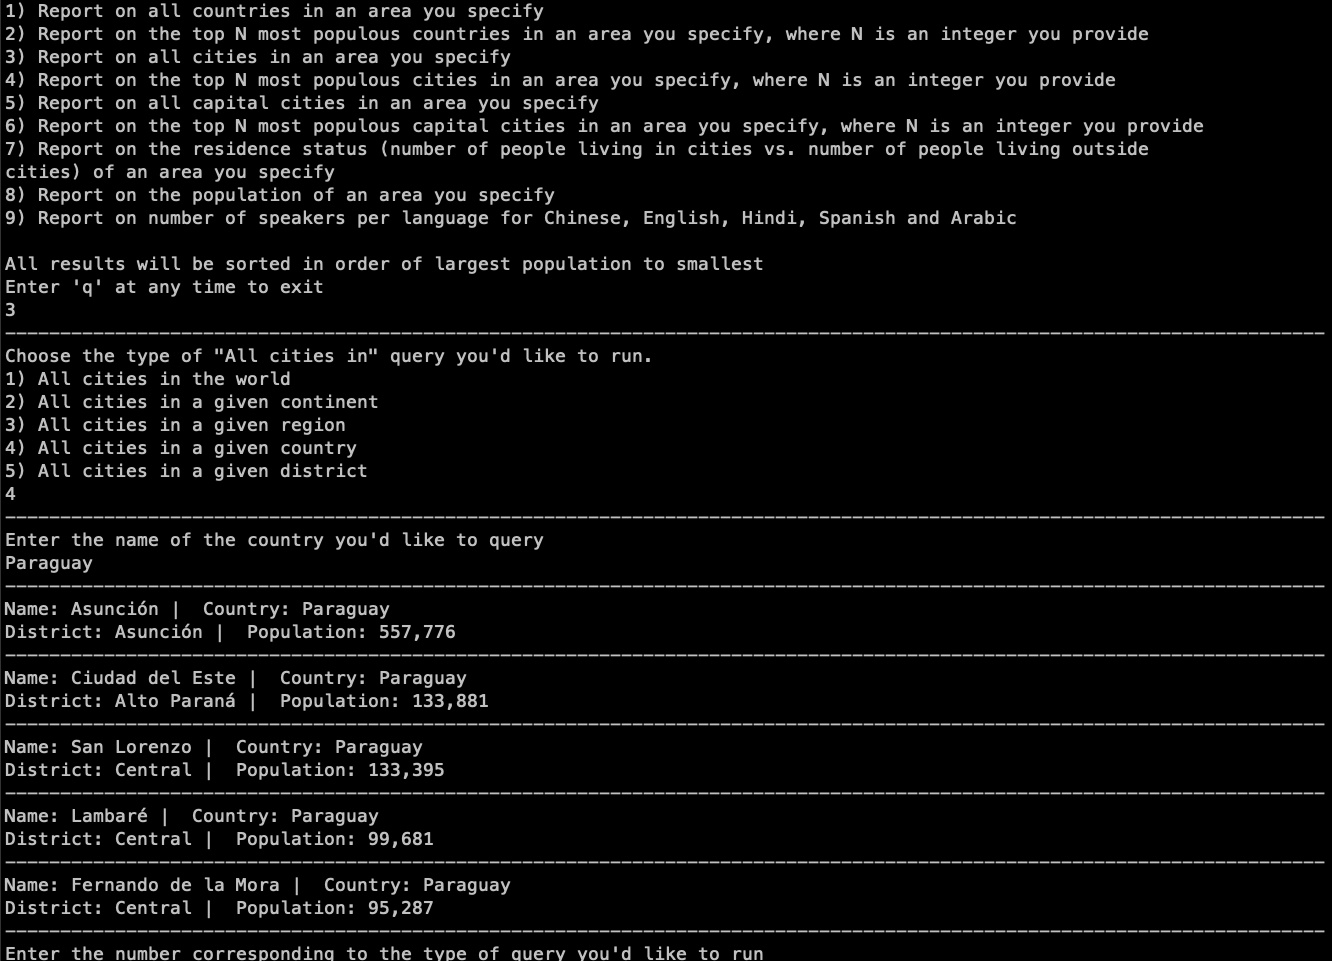 1) Report on all countries in an area you specify
2) Report on the top N most populous countries in an area you specify, where N is an integer you provide
3) Report on all cities in an area you specify
4) Report on the top N most populous cities in an area you specify, where N is an integer you provide
5) Report on all capital cities in an area you specify
6) Report on the top N most populous capital cities in an area you specify, where N is an integer you provide
7) Report on the residence status (number of people living in cities vs. number of people living outside
cities) of an area you specify
8) Report on the population of an area you specify
9) Report on number of speakers per language for Chinese, English, Hindi, Spanish and Arabic
All results will be sorted in order of largest population to smallest
Enter 'q' at any time to exit
3
Choose the type of "All cities in" query you'd like to run.
1) All cities in the world
2) All cities in a given continent
3) All cities in a given region
4) All cities in a given country
5) All cities in a given district
4
Enter the name of the country you'd like to query
Paraguay
Name: Asunción |  Country: Paraguay
District: Asunción |  Population: 557,776
Name: Ciudad del Este |  Country: Paraguay
District: Alto Paraná |  Population: 133,881
Name: San Lorenzo |  Country: Paraguay
District: Central |  Population: 133,395
Name: Lambaré |  Country: Paraguay
District: Central |  Population: 99,681
Name: Fernando de la Mora |  Country: Paraguay
District: Central |  Population: 95,287
Enter the number corresponding to the type of query you'd like to run